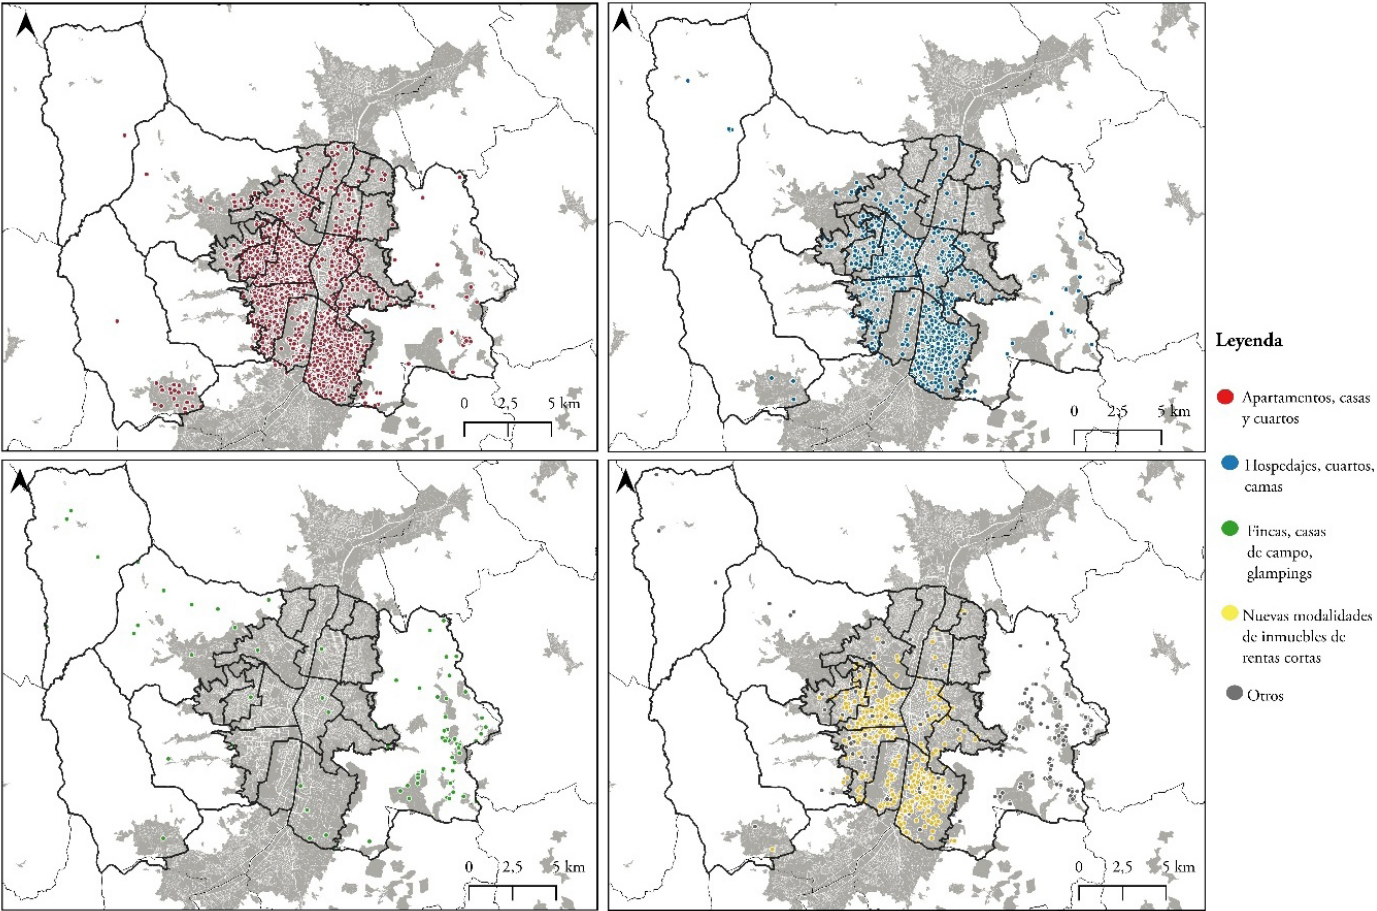 0 2,5 5 km
0 2,5 5 km
Leyenda
Apartamentos, casas
y cuartos
Hospedajes, cuartos,
camas
Fincas, casas
de campo,
glampings
Nuevas modalidades
de inmuebles de
rentas cortas
Otros
0 2,5 5 km
0 2,5 5 km